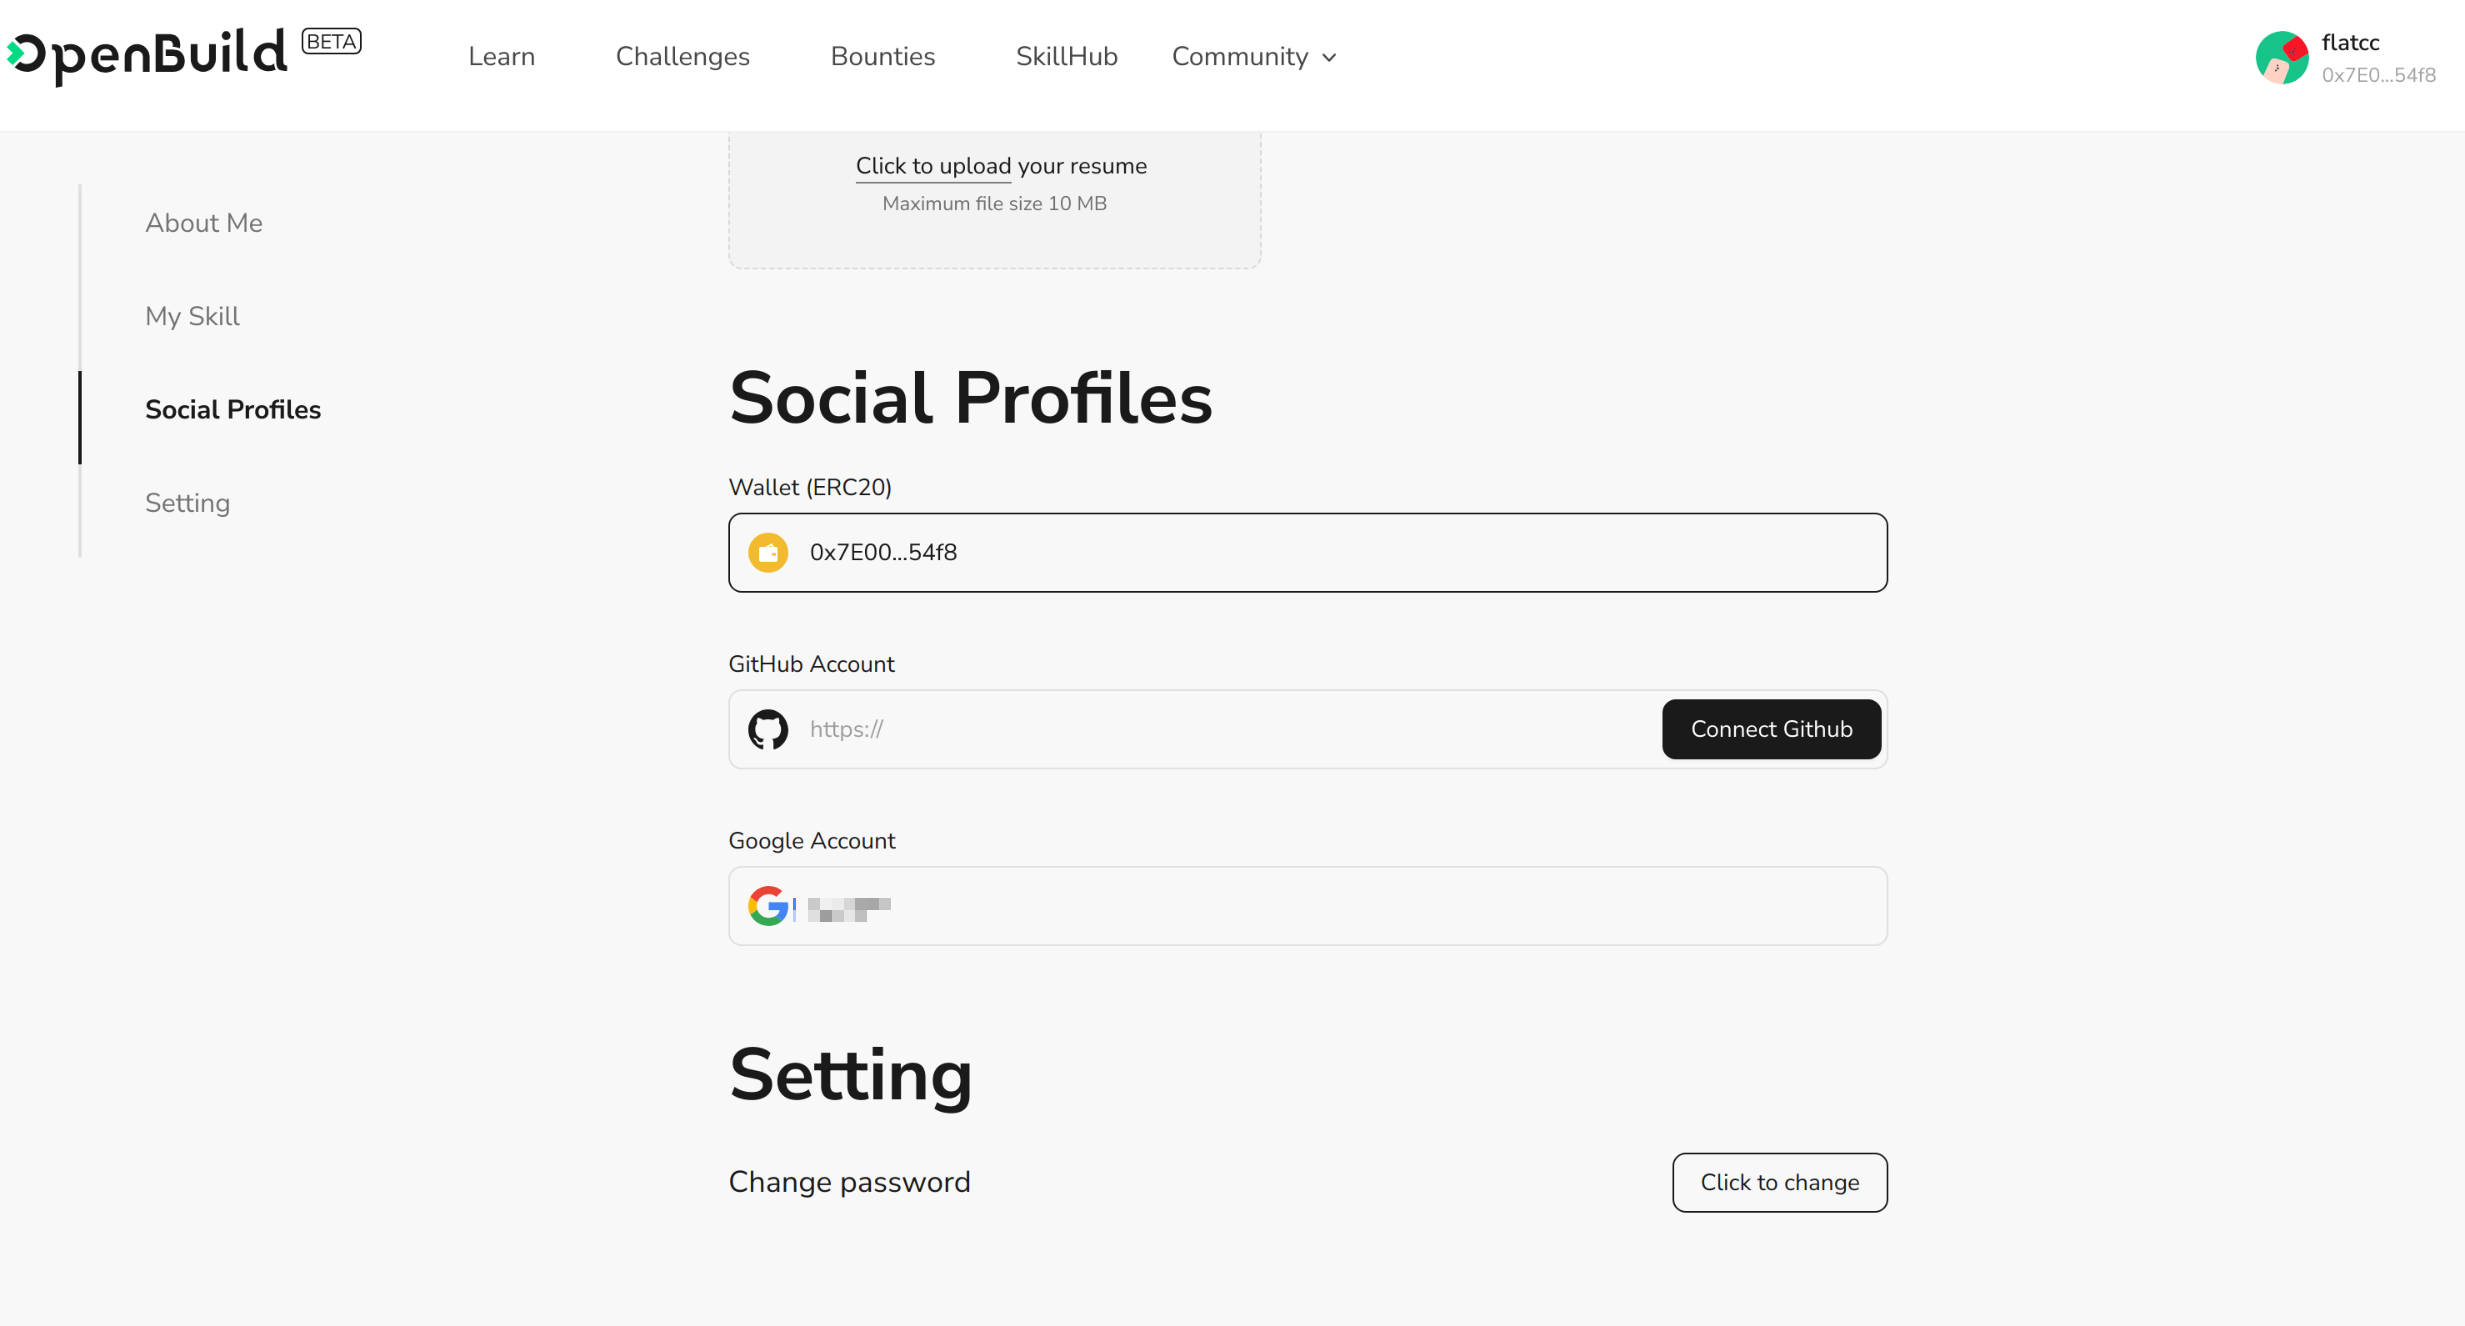 OpenBuild BETA
Learn Challenges Bounties SkillHub Community
flatcc
0x7E0...54f8
Click to upload your resume
Maximum file size 10 MB
About Me
My Skill
Social Profiles
Setting
Social Profiles
Wallet (ERC20)
0x7E00...54f8
GitHub Account
https://
Connect Github
Google Account
Setting
Change password
Click to change